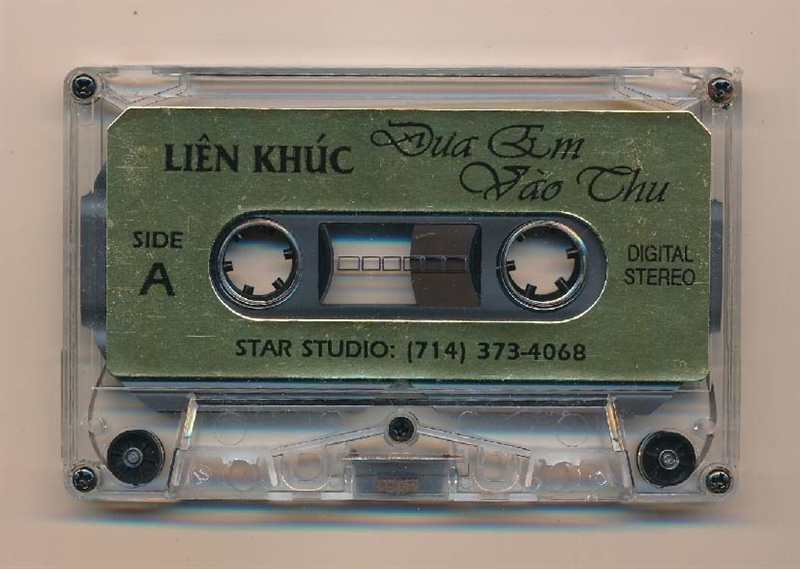 LIÊN KHÚC Đưa Em
Vào Thu
SIDE
A
DIGITAL
STEREO
STAR STUDIO: (714) 373-4068